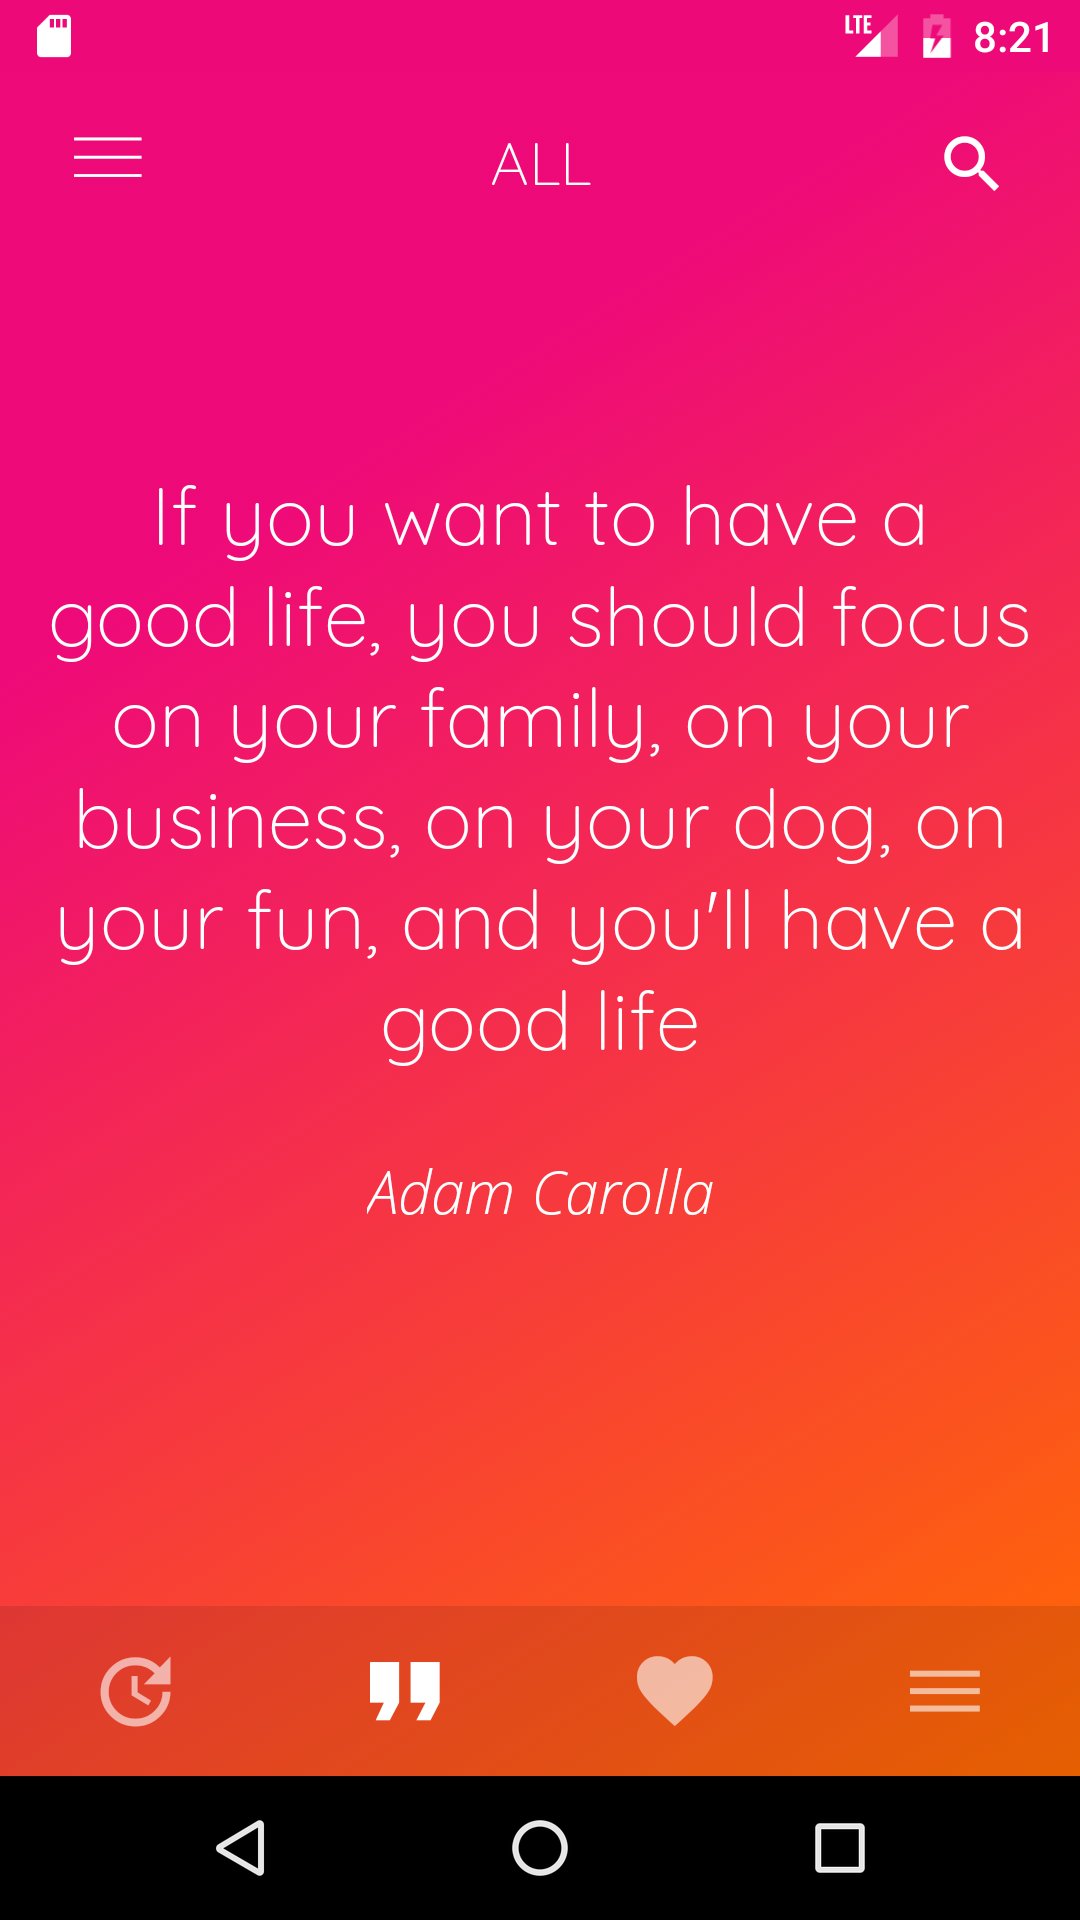 LTE 8:21
ALL
If you want to have a
good life, you should focus
on your family, on your
business, on your dog, on
your fun, and you'll have a
good life
Adam Carolla